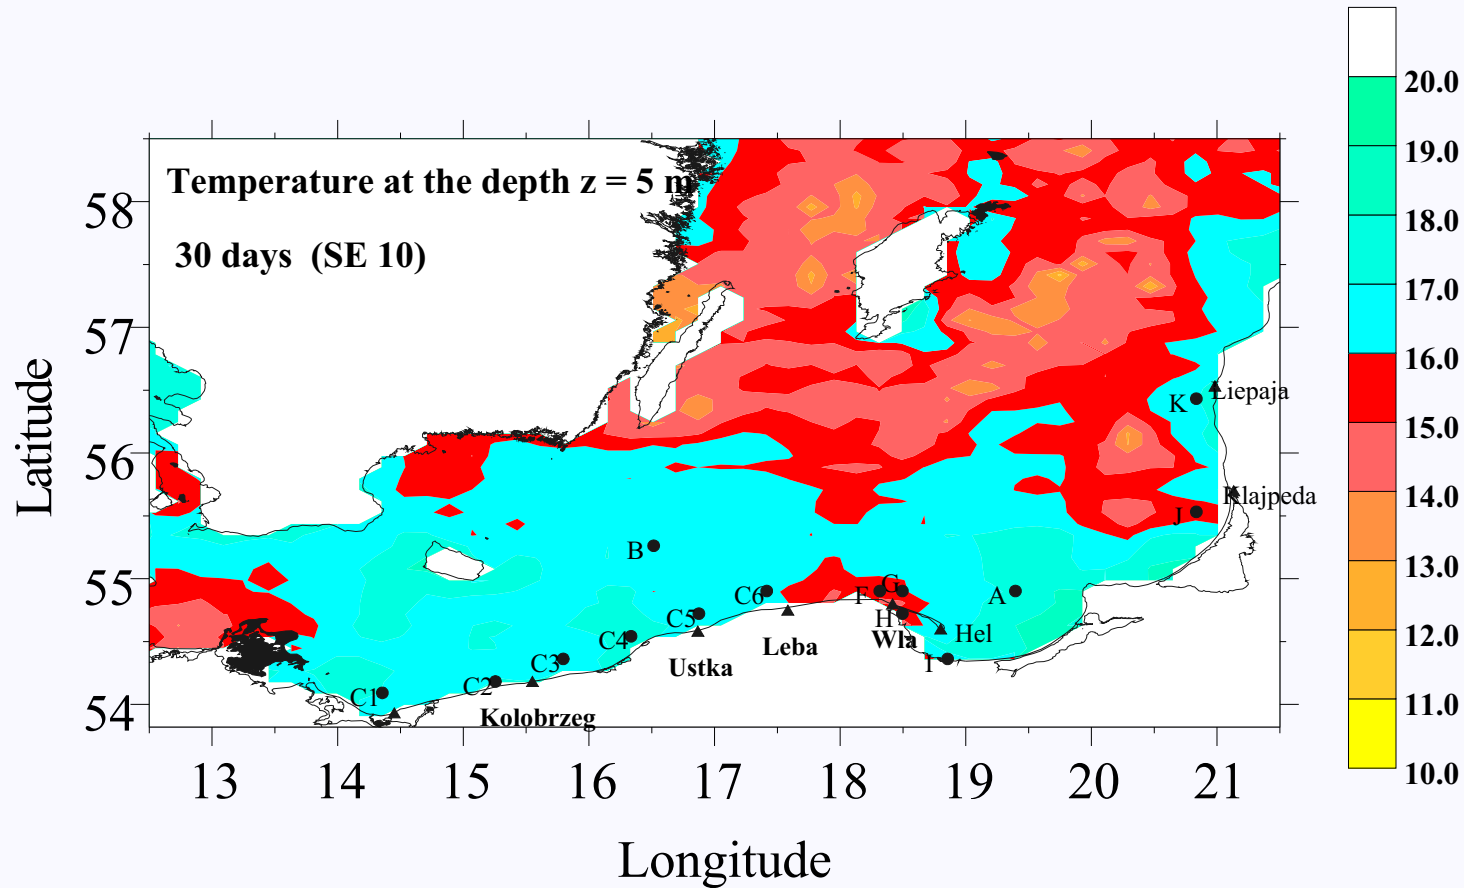 Temperature at the depth z = 5 m
30 days (SE 10)
Latitude
58
57
56
55
54
13
14
15
16
17
18
19
20
21
Longitude
20.0
19.0
18.0
17.0
16.0
15.0
14.0
13.0
12.0
11.0
10.0
K
Liepaja
Klajpeda
J
B
A
C6
F
G
H
Wla
Hel
I
C5
C4
C3
C2
C1
Leba
Ustka
Kolobrzeg